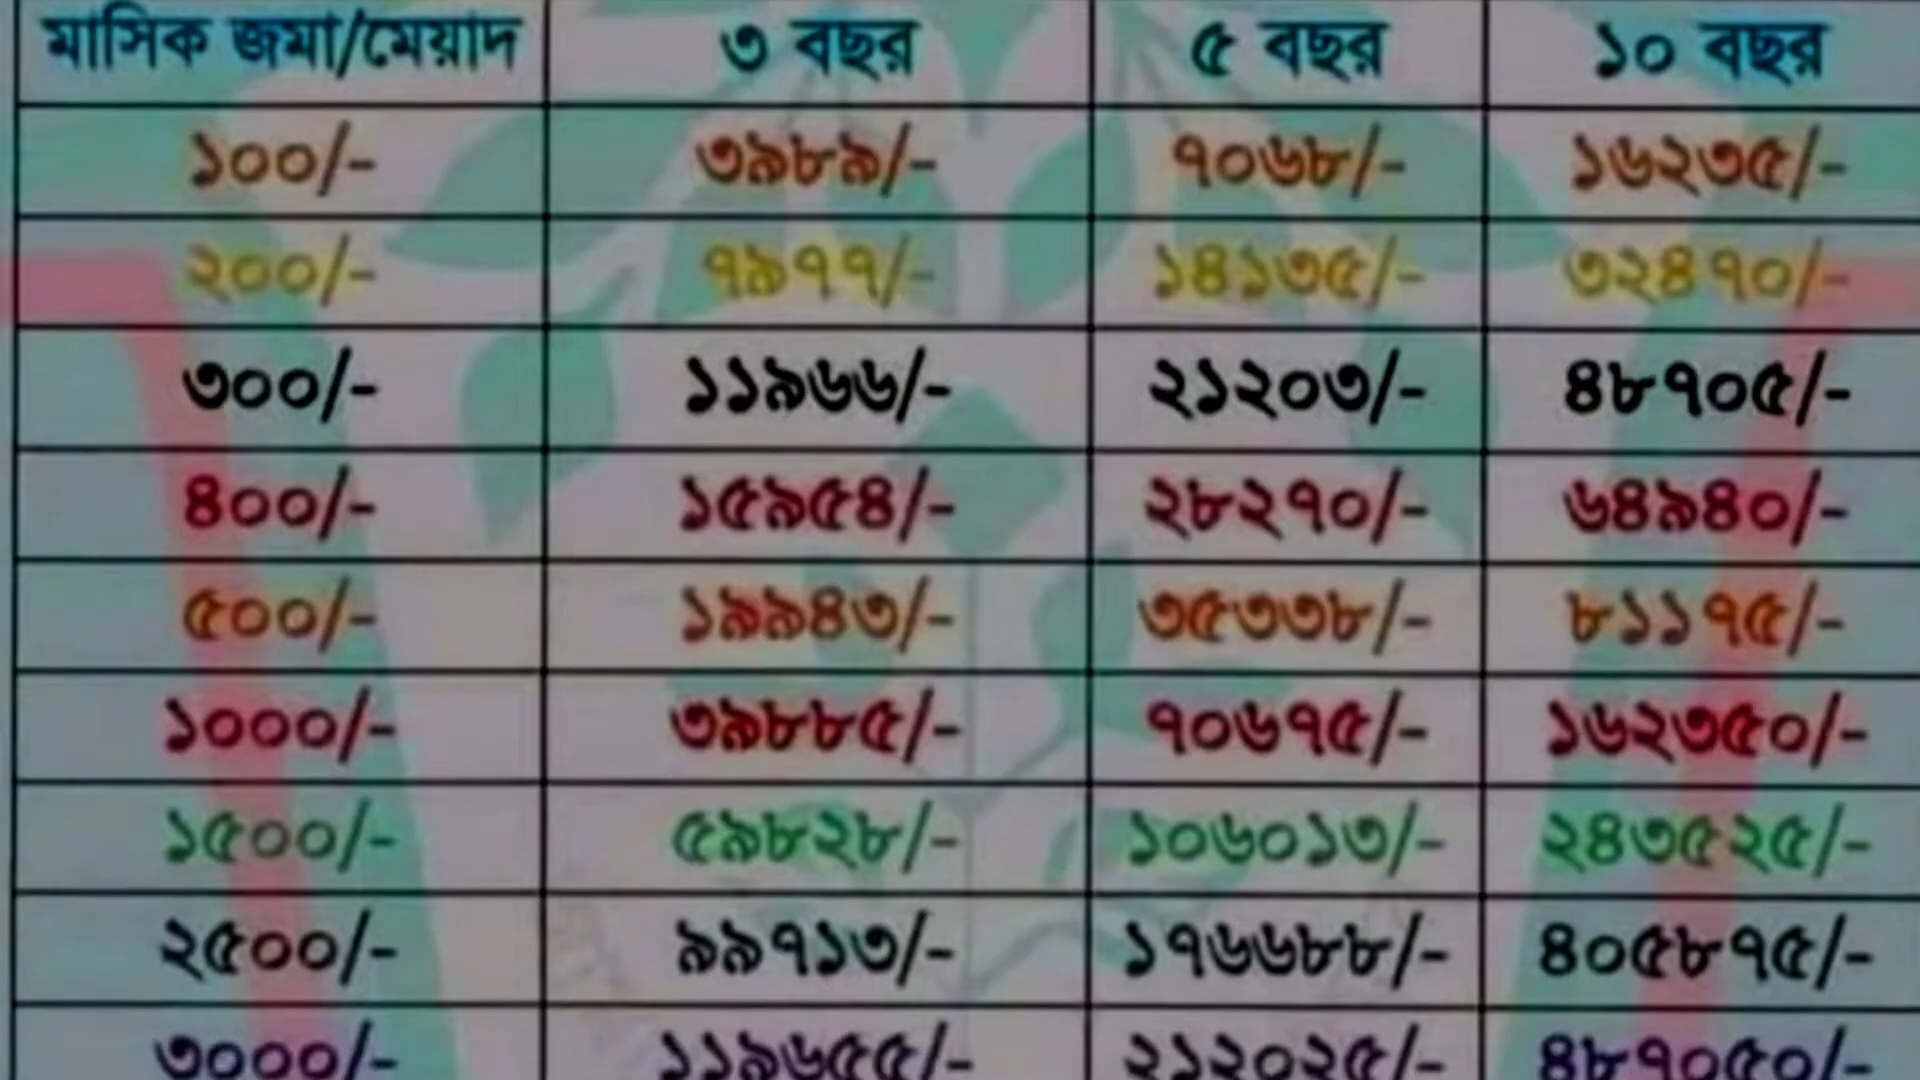 মাসিক জমা/মেয়াদ ৩ বছর ৫ বছর ১০ বছর
১০০/- ৩৯৮৯/- ৭০৬৮/- ১৬২৩৫/-
২০০/- ৭৯৭৭/- ১৪১৩৫/- ৩২৪৭০/-
৩০০/- ১১৯৬৬/- ২১২০৩/- ৪৮৭০৫/-
৪০০/- ১৫৯৫৪/- ২৮২৭০/- ৬৪৯৪০/-
৫০০/- ১৯৯৪৩/- ৩৫৩৩৮/- ৮১১৭৫/-
১০০০/- ৩৯৮৮৫/- ৭০৬৭৫/- ১৬২৩৫০/-
১৫০০/- ৫৯৮২৮/- ১০৬০১৩/- ২৪৩৫২৫/-
২৫০০/- ৯৯৭১৩/- ১৭৬৬৮৮/- ৪০৫৮৭৫/-
৩০০০/- ১১৯৬৫৫/- ২১২০২৫/- ৪৮৭০৫০/-